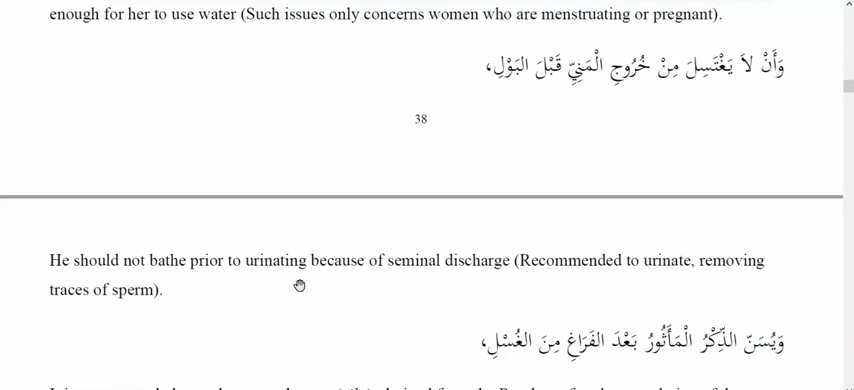 enough for her to use water (Such issues only concerns women who are menstruating or pregnant).
وَأَنْ لاَ يَغْتَسِلَ مِنْ خُرُوجِ الْمَنِيِّ قَبْلَ البَوْلِ،
38
He should not bathe prior to urinating because of seminal discharge (Recommended to urinate, removing
traces of sperm).
وَيُسَنّ الذِّكْرُ الْمَأَثُورُ بَعْدَ الفَرَاغِ مِنَ الغُسْلِ،